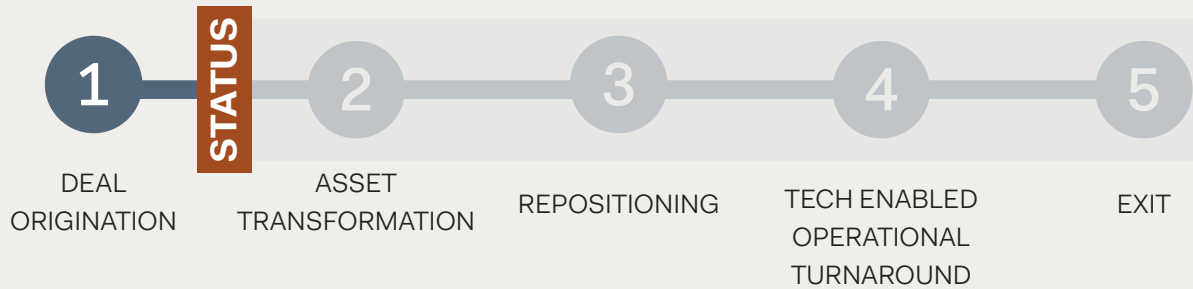 1
STATUS
2
3
4
5
DEAL
ORIGINATION
ASSET
TRANSFORMATION
REPOSITIONING
TECH ENABLED
OPERATIONAL
TURNAROUND
EXIT